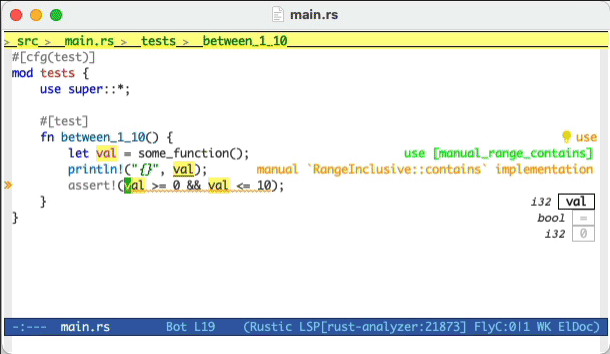 main.rs
> src > main.rs > tests > between_1_10
#[cfg(test)]
mod tests {
use super::*;
#[test]
fn between_1_10() { use
let val = some_function(); use [manual_range_contains]
println!("{}", val); manual `RangeInclusive::contains` implementation
» assert!(val >= 0 && val <= 10);
} i32 val
} bool =
i32 0
-:--- main.rs Bot L19 (Rustic LSP[rust-analyzer:21873] FlyC:0|1 WK ElDoc)